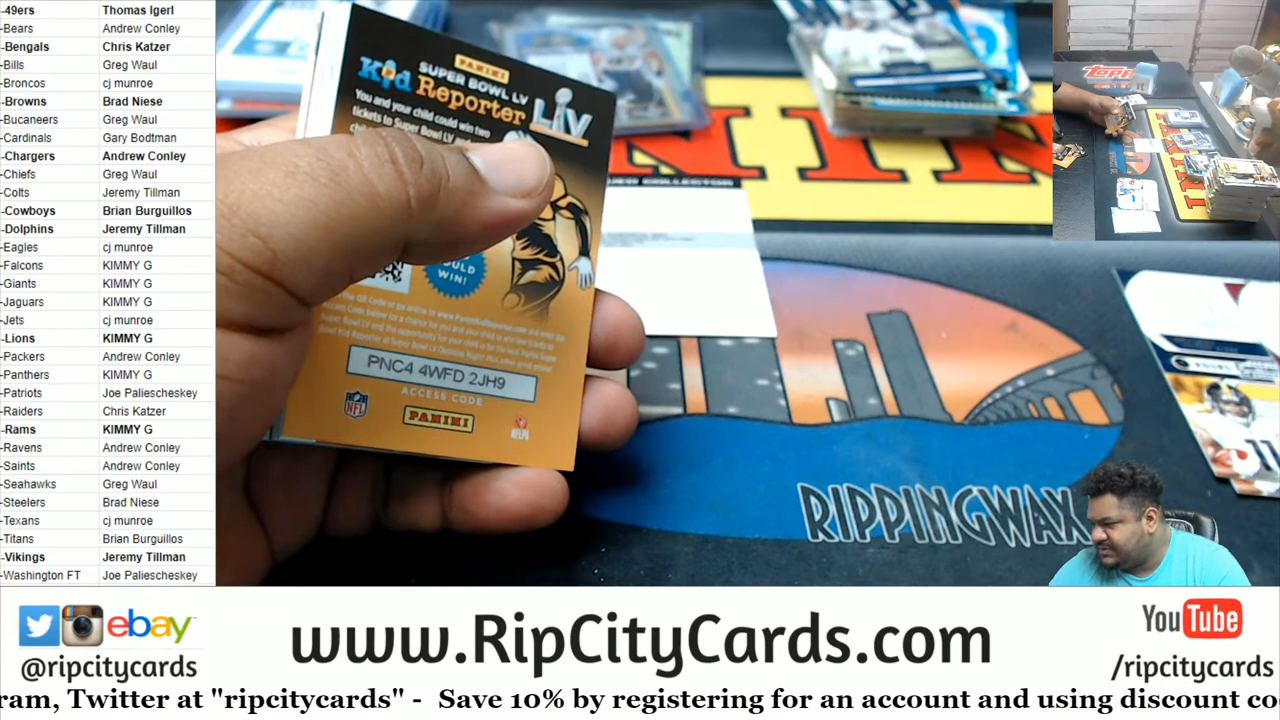 -49ers Thomas Igerl
-Bears Andrew Conley
-Bengals Chris Katzer
-Bills Greg Waul
-Broncos cj munroe
-Browns Brad Niese
-Bucaneers Greg Waul
-Cardinals Gary Bodtman
-Chargers Andrew Conley
-Chiefs Greg Waul
-Colts Jeremy Tillman
-Cowboys Brian Burguillos
-Dolphins Jeremy Tillman
-Eagles cj munroe
-Falcons KIMMY G
-Giants KIMMY G
-Jaguars KIMMY G
-Jets cj munroe
-Lions KIMMY G
-Packers Andrew Conley
-Panthers KIMMY G
-Patriots Joe Paliescheskey
-Raiders Chris Katzer
-Rams KIMMY G
-Ravens Andrew Conley
-Saints Andrew Conley
-Seahawks Greg Waul
-Steelers Brad Niese
-Texans cj munroe
-Titans Brian Burguillos
-Vikings Jeremy Tillman
-Washington FT Joe Paliescheskey
PANINI
SUPER BOWL LV
Kid Reporter
LIV
You and your child could win two
tickets to Super Bowl LV and
WIN!
PNC4 4WFD 2JH9
ACCESS CODE
NFL
PANINI
NFLPA
RIPPINGWAX
ebay
@ripcitycards
www.RipCityCards.com
YouTube
/ripcitycards
ram, Twitter at "ripcitycards" - Save 10% by registering for an account and using discount co